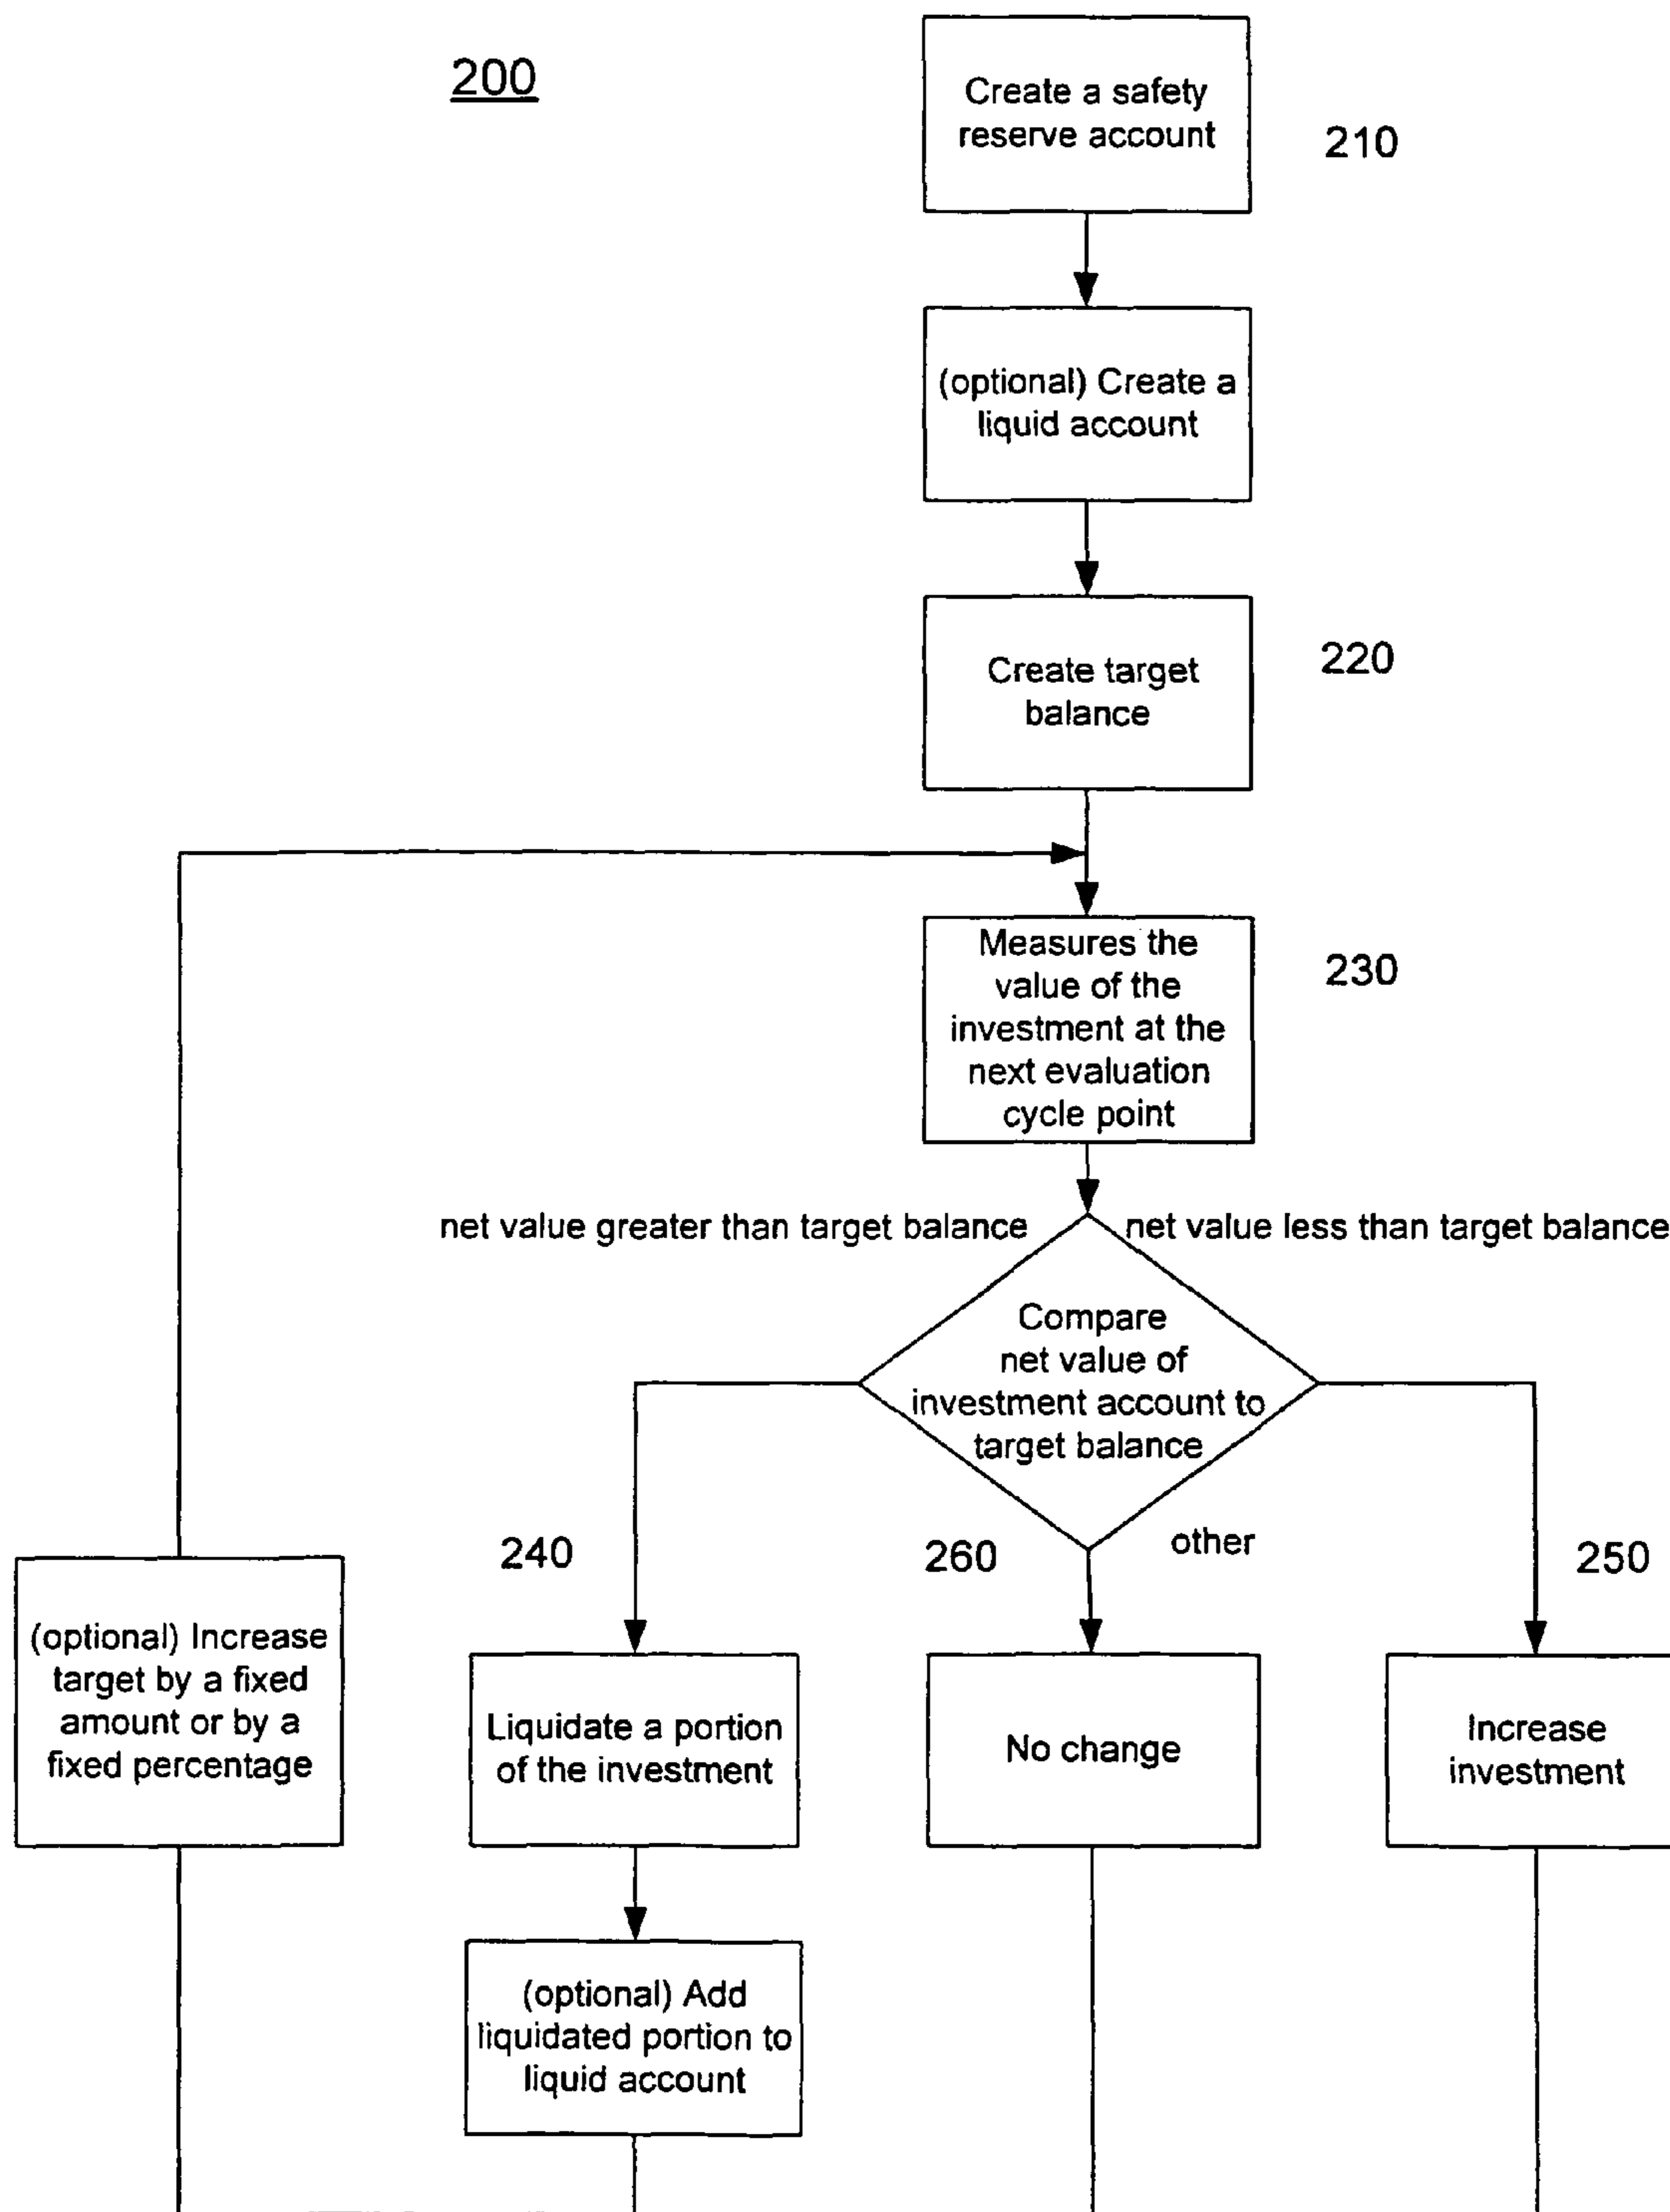 200
Create a safety
reserve account
210
(optional) Create a
liquid account
Create target
balance
220
Measures the
value of the
investment at the
next evaluation
cycle point
230
net value greater than target balance
net value less than target balance
Compare
net value of
investment account to
target balance
other
240
260
250
(optional) Increase
target by a fixed
amount or by a
fixed percentage
Liquidate a portion
of the investment
No change
Increase
investment
(optional) Add
liquidated portion to
liquid account